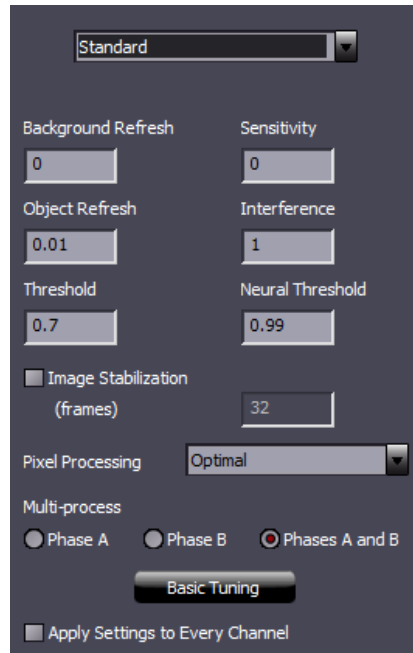 Standard
Background Refresh Sensitivity
0 0
Object Refresh Interference
0.01 1
Threshold Neural Threshold
0.7 0.99
Image Stabilization
(frames) 32
Pixel Processing Optimal
Multi-process
Phase A Phase B Phases A and B
Basic Tuning
Apply Settings to Every Channel